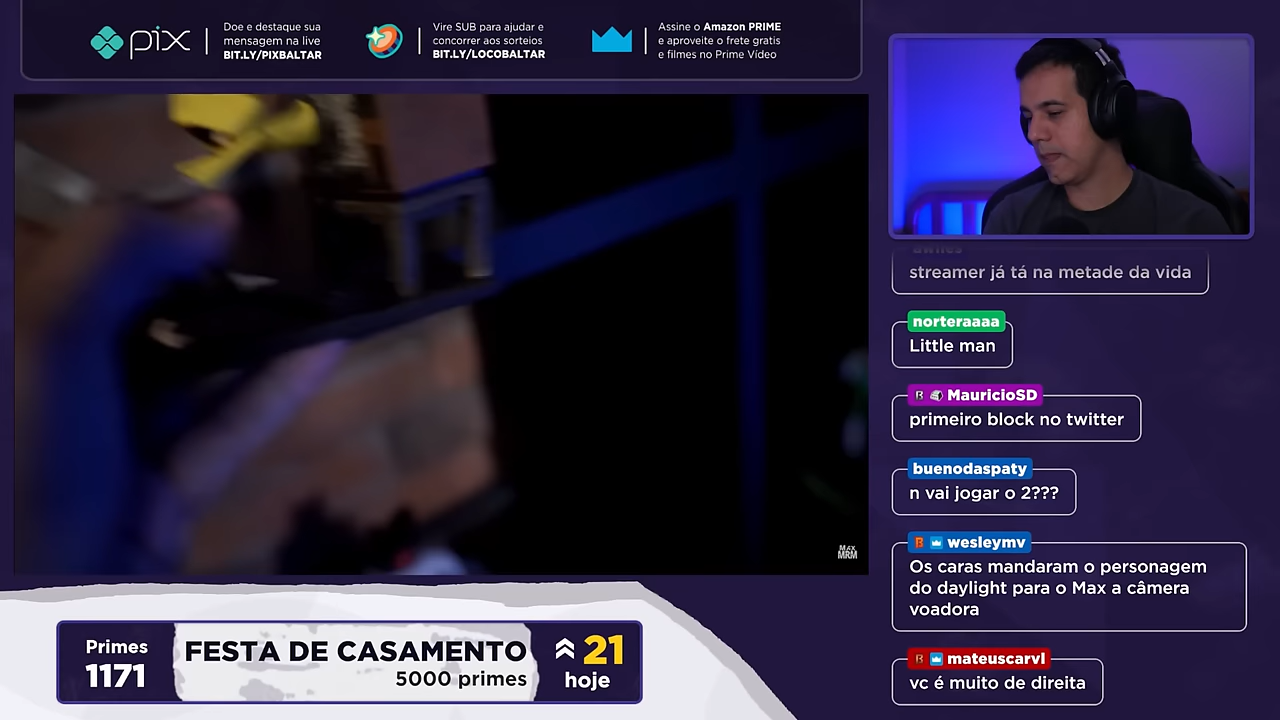 pix
Doe e destaque sua
mensagem na live
BIT.LY/PIXBALTAR
Vire SUB para ajudar e
concorrer aos sorteios
BIT.LY/LOCOBALTAR
Assine o Amazon PRIME
e aproveite o frete gratis
e filmes no Prime Vídeo
streamer já tá na metade da vida
norteraaaa
Little man
MauricioSD
primeiro block no twitter
buenodaspaty
n vai jogar o 2???
wesleymv
Os caras mandaram o personagem
do daylight para o Max a câmera
voadora
mateuscarvl
vc é muito de direita
MAX
MRM
Primes
1171
FESTA DE CASAMENTO
5000 primes
21
hoje